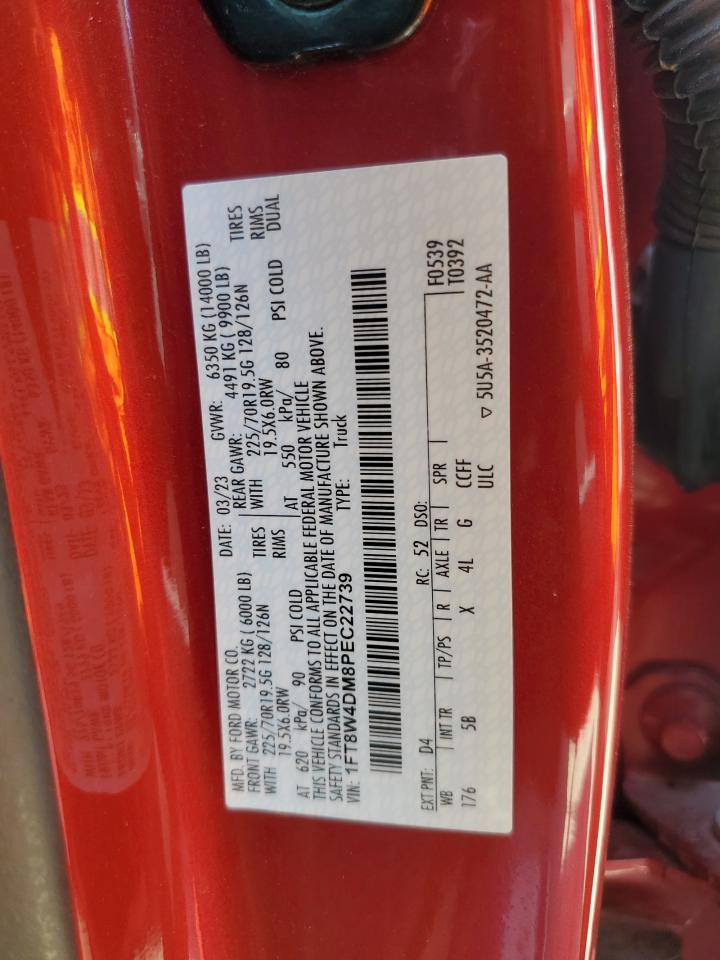 MFD. BY FORD MOTOR CO.
DATE: 03/23 GVWR: 6350 KG (14000 LB)
FRONT GAWR: 2722 KG ( 6000 LB) REAR GAWR: 4491 KG ( 9900 LB)
WITH 225/70R19.5G 128/126N TIRES WITH 225/70R19.5G 128/126N TIRES
19.5X6.0RW RIMS 19.5X6.0RW RIMS
AT 620 kPa/ 90 PSI COLD AT 550 kPa/ 80 PSI COLD DUAL
THIS VEHICLE CONFORMS TO ALL APPLICABLE FEDERAL MOTOR VEHICLE
SAFETY STANDARDS IN EFFECT ON THE DATE OF MANUFACTURE SHOWN ABOVE.
VIN: 1FT8W4DM8PEC22739 TYPE: Truck
F0539
EXT PNT: D4 RC: 52 DSO: T0392
WB INT TR TP/PS R AXLE TR SPR
176 5B X 4L G CCFF
ULC ▽ 5U5A-3520472-AA